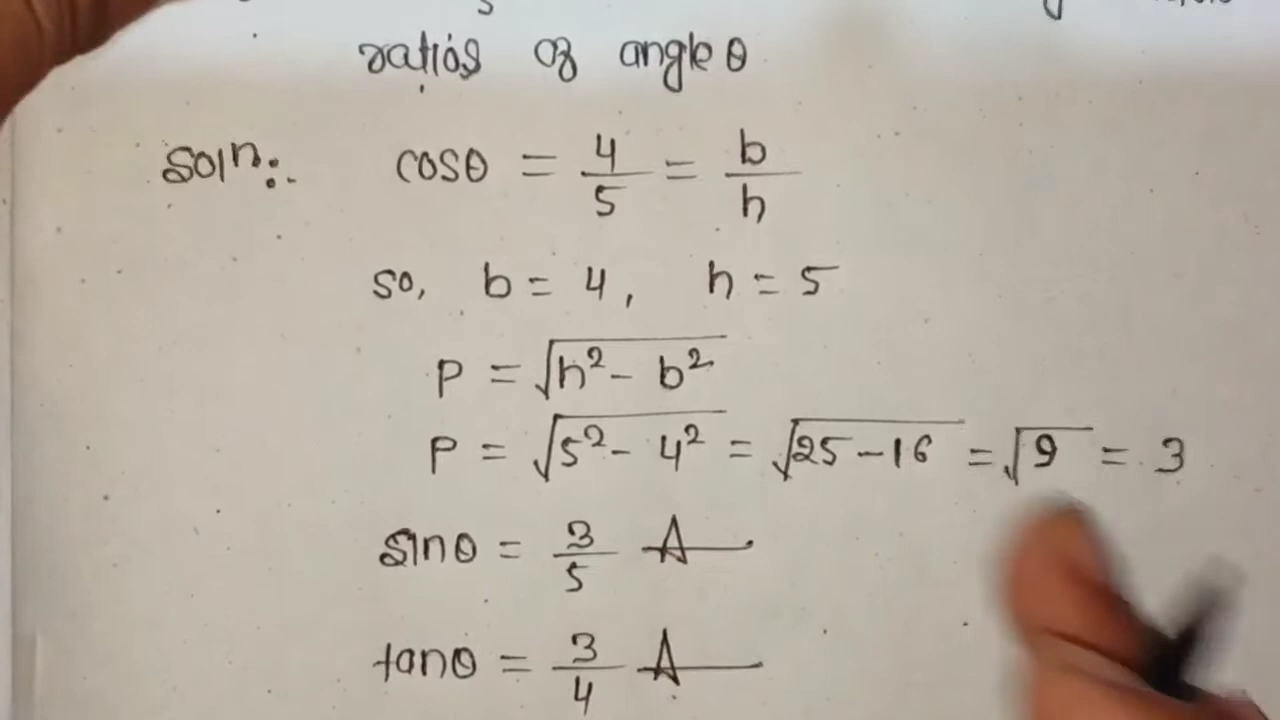 ratios of angle θ
Soln:. cosθ = 4/5 = b/h
so, b = 4, h = 5
P = √(h² - b²)
P = √(5² - 4²) = √(25 - 16) = √9 = 3
sinθ = 3/5 A
tanθ = 3/4 A